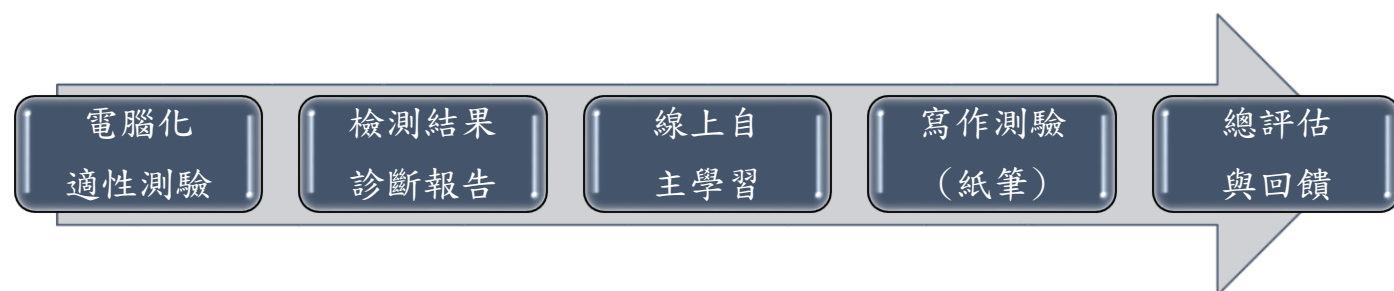 電腦化
適性測驗
檢測結果
診斷報告
線上自
主學習
寫作測驗
（紙筆）
總評估
與回饋